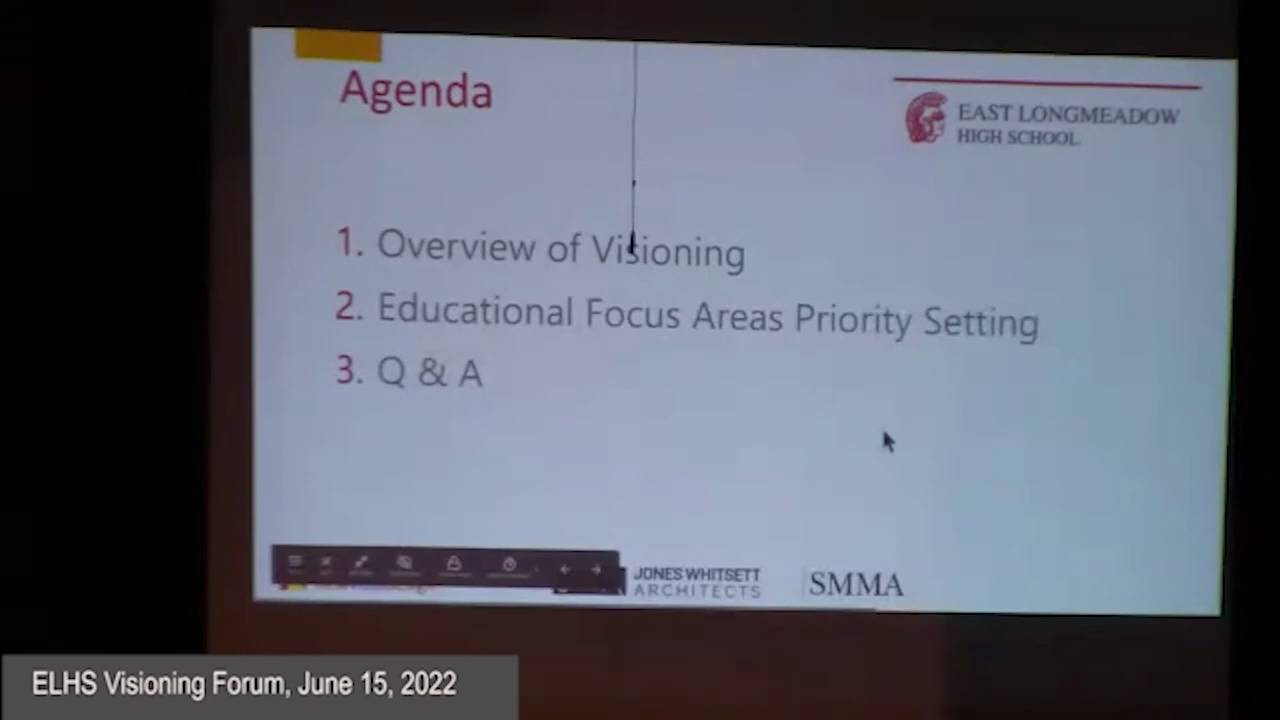 Agenda
EAST LONGMEADOW
HIGH SCHOOL
1. Overview of Visioning
2. Educational Focus Areas Priority Setting
3. Q & A
JONES WHITSETT
ARCHITECTS
SMMA
ELHS Visioning Forum, June 15, 2022